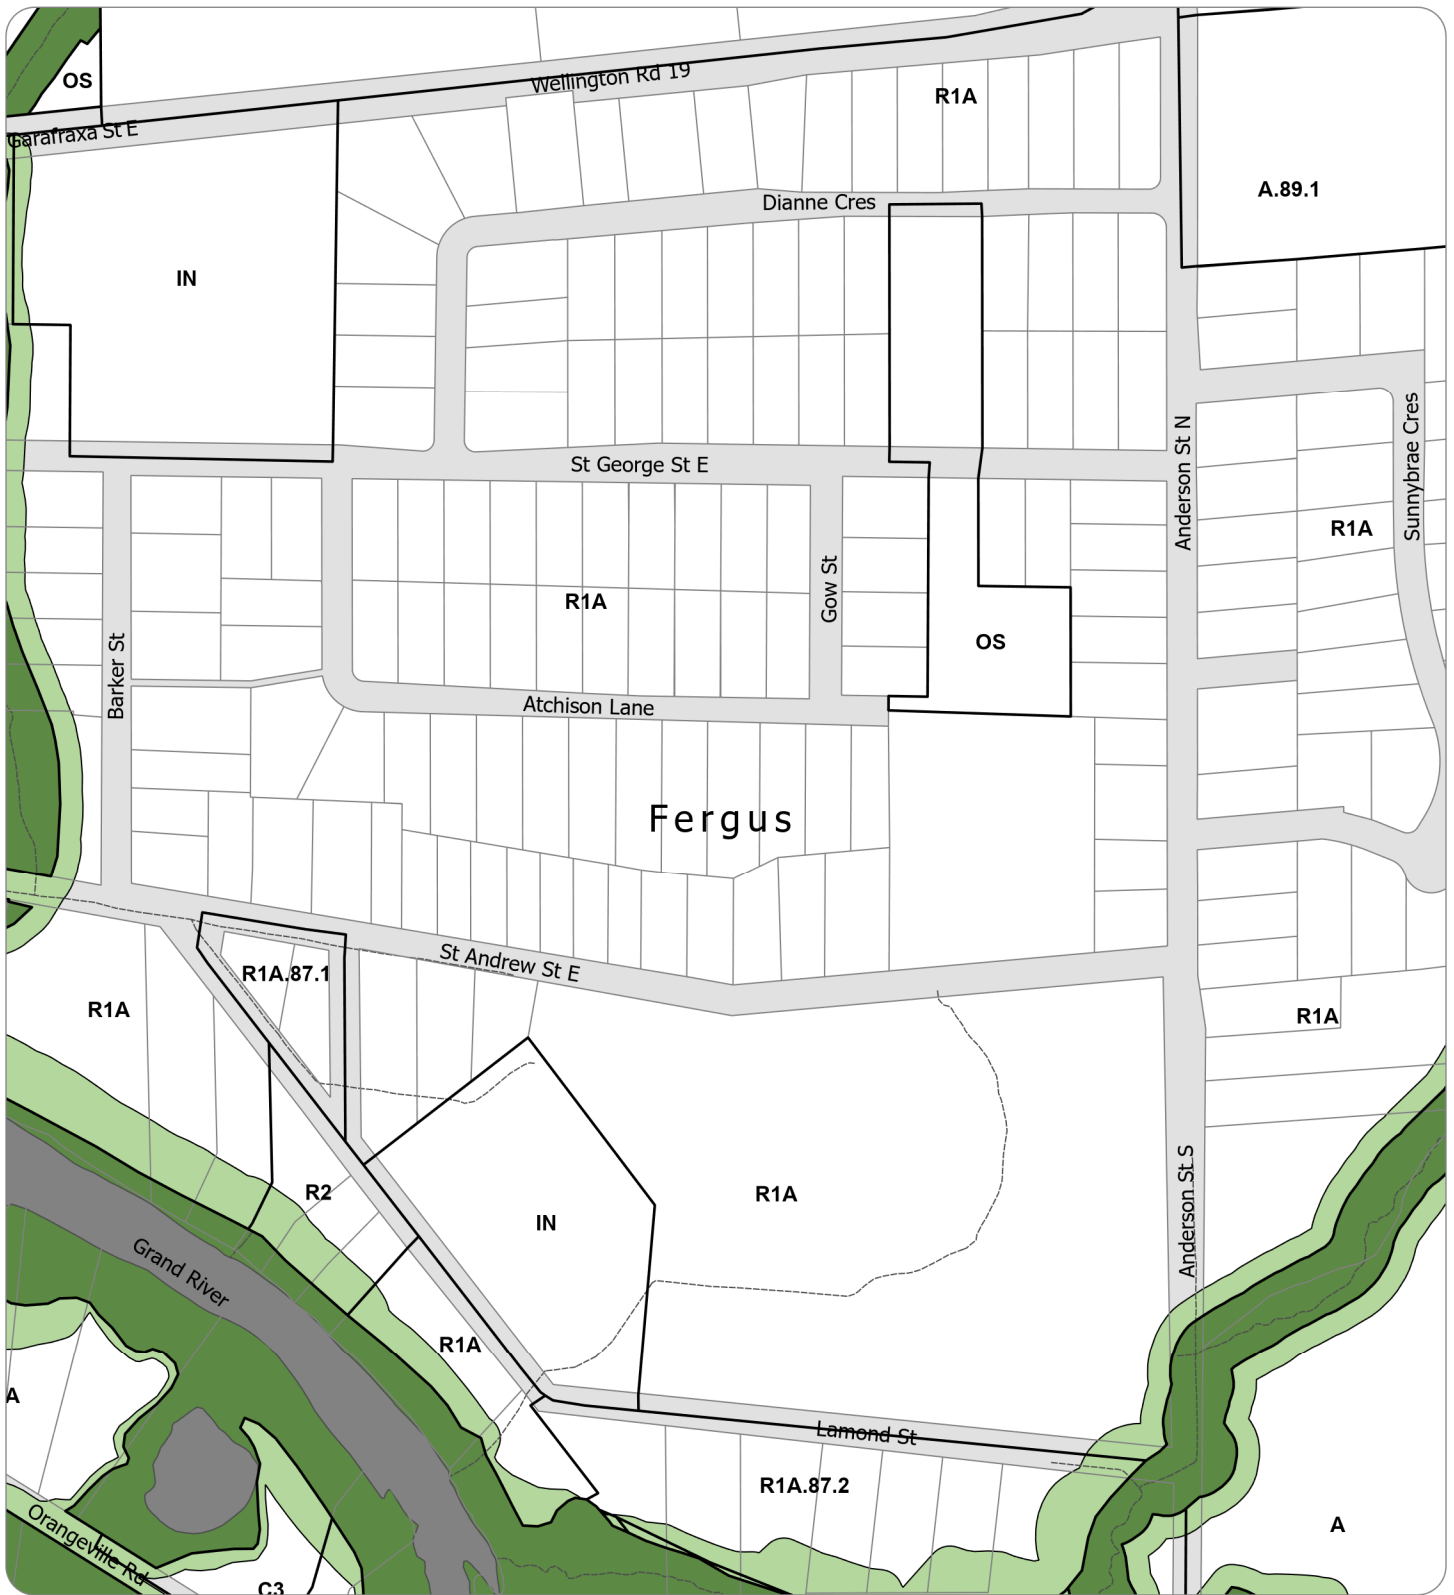 OS
Wellington Rd 19
R1A
Garafraxa St E
A.89.1
Dianne Cres
IN
St George St E
Anderson St N
Sunnybrae Cres
R1A
R1A
Gow St
OS
Barker St
Atchison Lane
Fergus
St Andrew St E
R1A.87.1
R1A
R1A
R2
R1A
IN
Anderson St S
Grand River
R1A
A
Lamond St
R1A.87.2
Orangeville Rd
A
C3